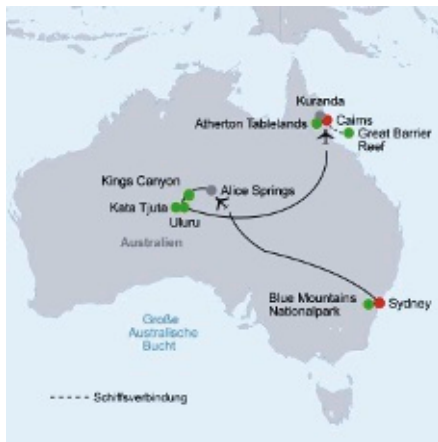 Kuranda
Cairns
Atherton Tablelands
Great Barrier
Reef
Kings Canyon
Alice Springs
Kata Tjuta
Uluru
Australien
Blue Mountains
Nationalpark
Sydney
Große
Australische
Bucht
Schiffsverbindung